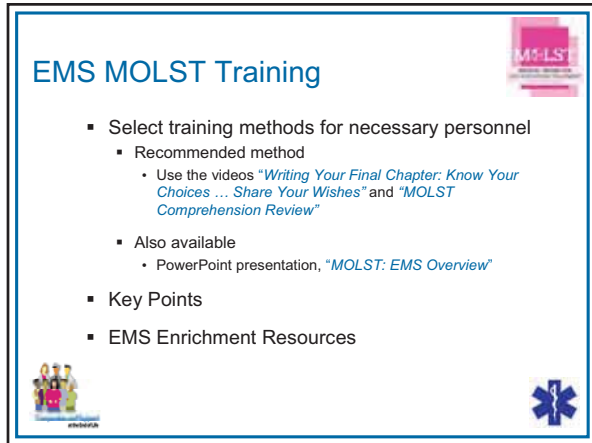 MOLST
EMS MOLST Training
▪ Select training methods for necessary personnel
▪ Recommended method
• Use the videos “Writing Your Final Chapter: Know Your
Choices … Share Your Wishes” and “MOLST
Comprehension Review”
▪ Also available
• PowerPoint presentation, “MOLST: EMS Overview”
▪ Key Points
▪ EMS Enrichment Resources